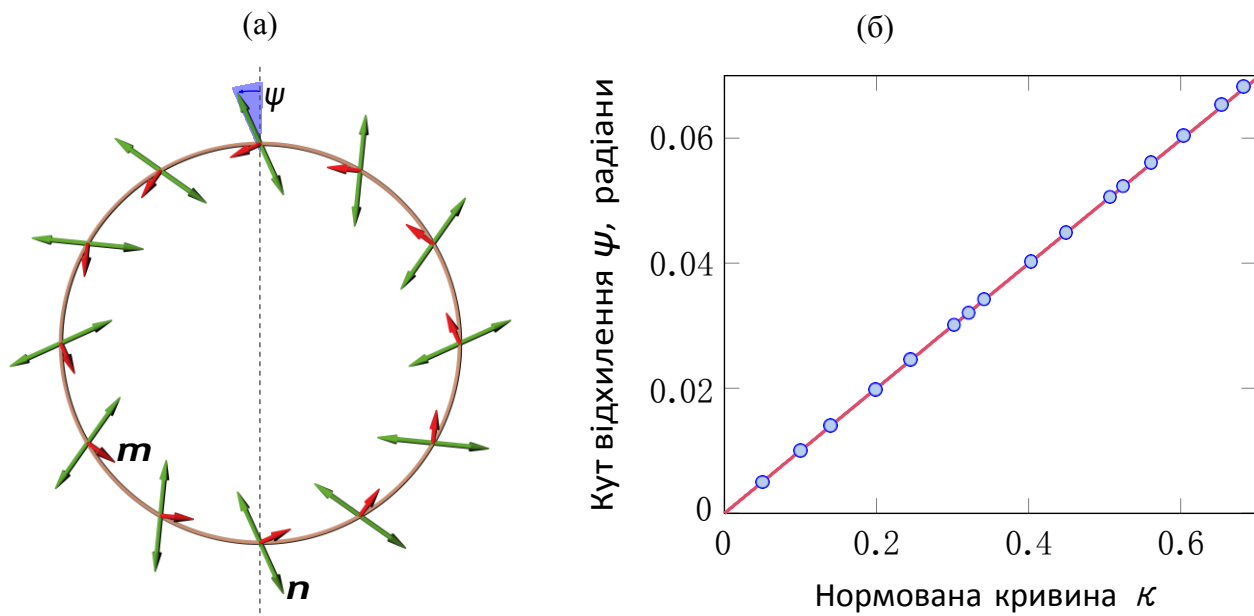 (а)
(б)
ψ
m
n
Кут відхилення ψ, радіани
0.06
0.04
0.02
0
0
0.2
0.4
0.6
Нормована кривина ϰ